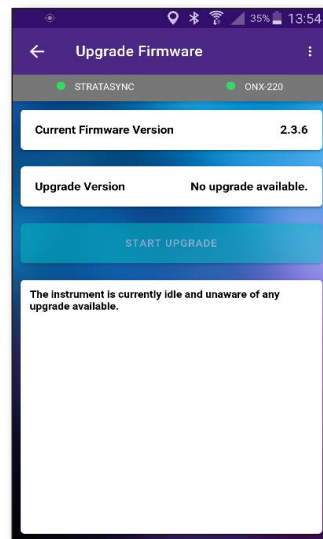 35% 13:54
Upgrade Firmware
STRATASYNC ONX-220
Current Firmware Version 2.3.6
Upgrade Version No upgrade available.
START UPGRADE
The instrument is currently idle and unaware of any
upgrade available.